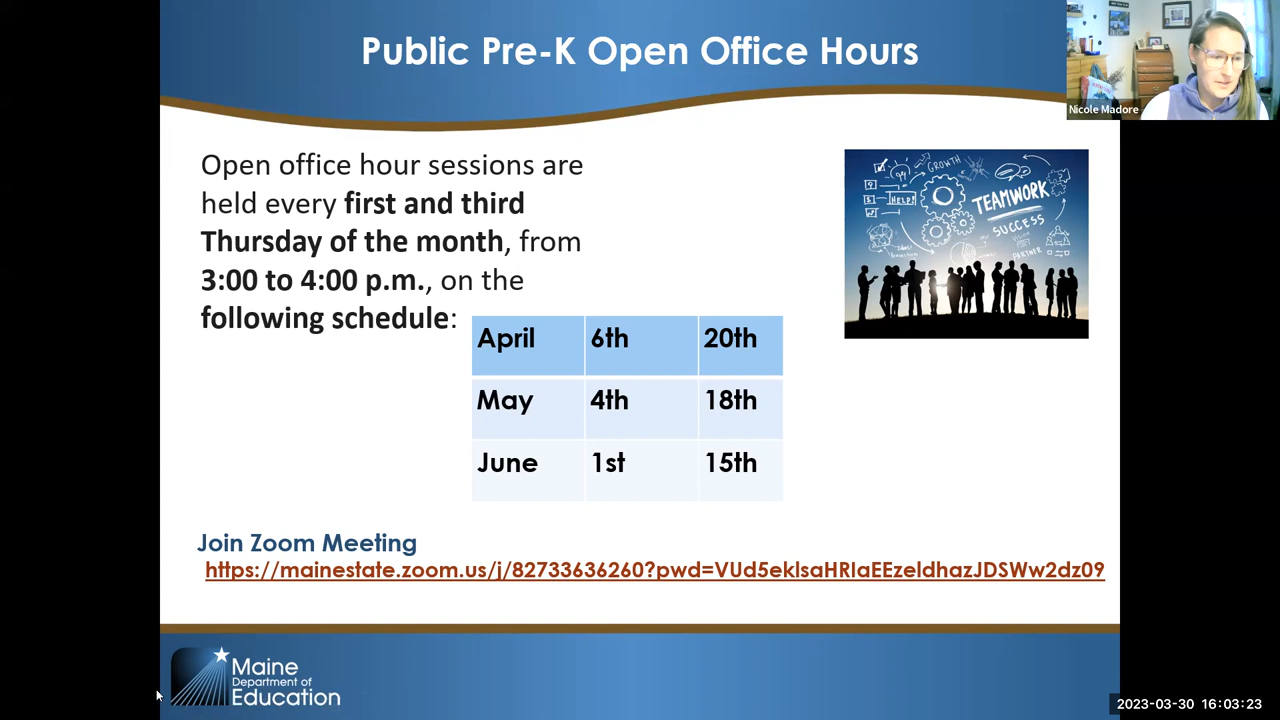 Public Pre-K Open Office Hours
Nicole Madore
Open office hour sessions are
held every first and third
Thursday of the month, from
3:00 to 4:00 p.m., on the
following schedule:
April 6th 20th
May 4th 18th
June 1st 15th
GROWTH
HELP!
TEAMWORK
SUCCESS
PARTNER
Join Zoom Meeting
https://mainestate.zoom.us/j/82733636260?pwd=VUd5eklsaHRIaEEzeldhazJDSWw2dz09
Maine
Department of
Education
2023-03-30 16:03:23